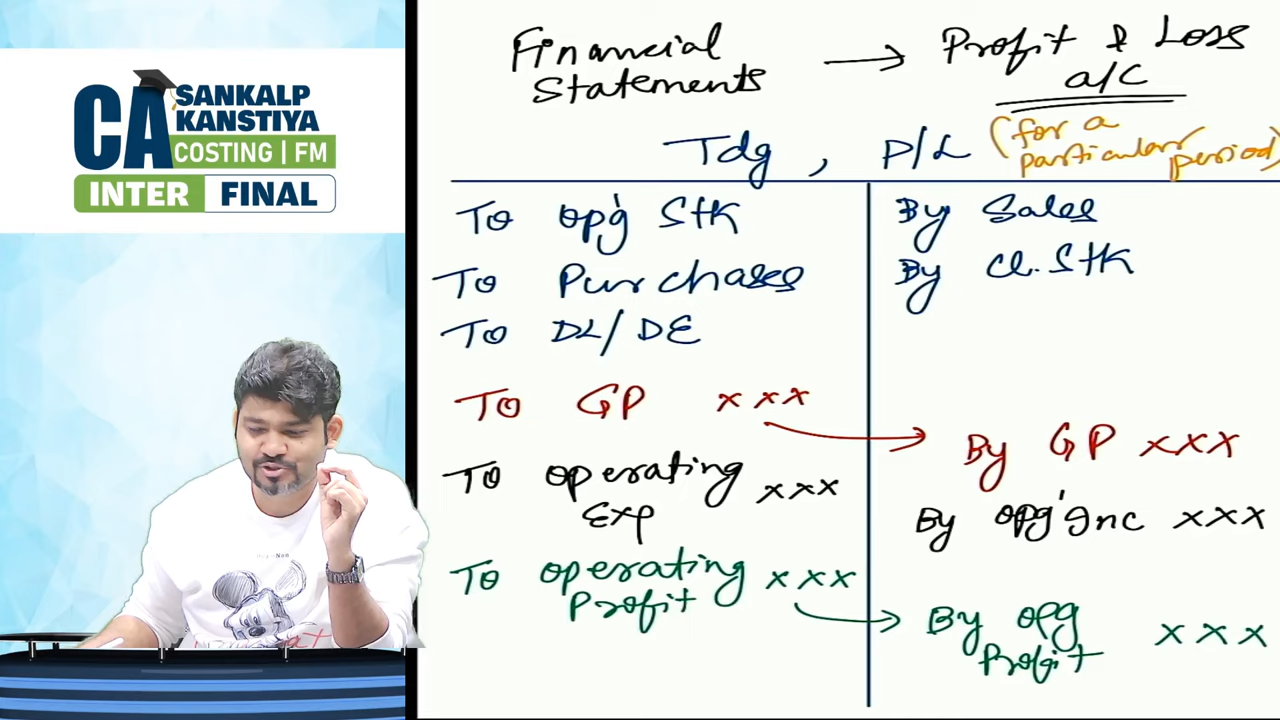 CA SANKALP KANSTIYA
COSTING | FM
INTER FINAL
Financial Statements → Profit & Loss a/c
(for a particular period)
Tdg, P/L
To opg Stk
By Sales
To Purchases
By Cl. Stk
To DL/DE
To GP xxx
By GP xxx
To operating Exp xxx
By opg Inc xxx
To operating Profit xxx
By opg Profit xxx